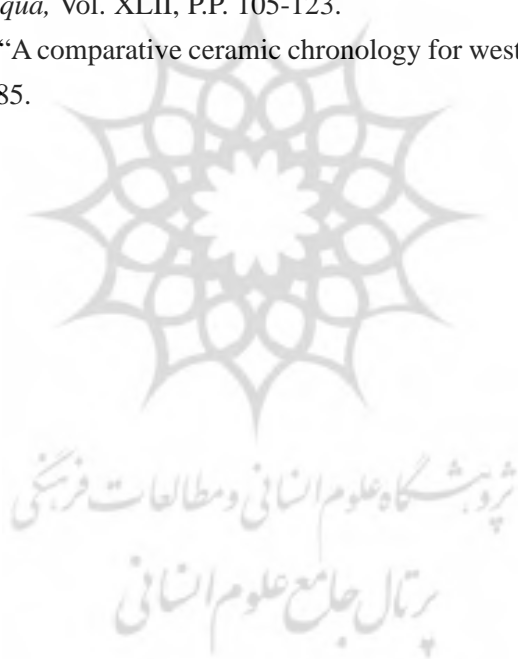 qua, Vol. XLII, P.P. 105-123.
“A comparative ceramic chronology for west
85.
پژوهشگاه علوم انسانی و مطالعات فرهنگی
پرتال جامع علوم انسانی